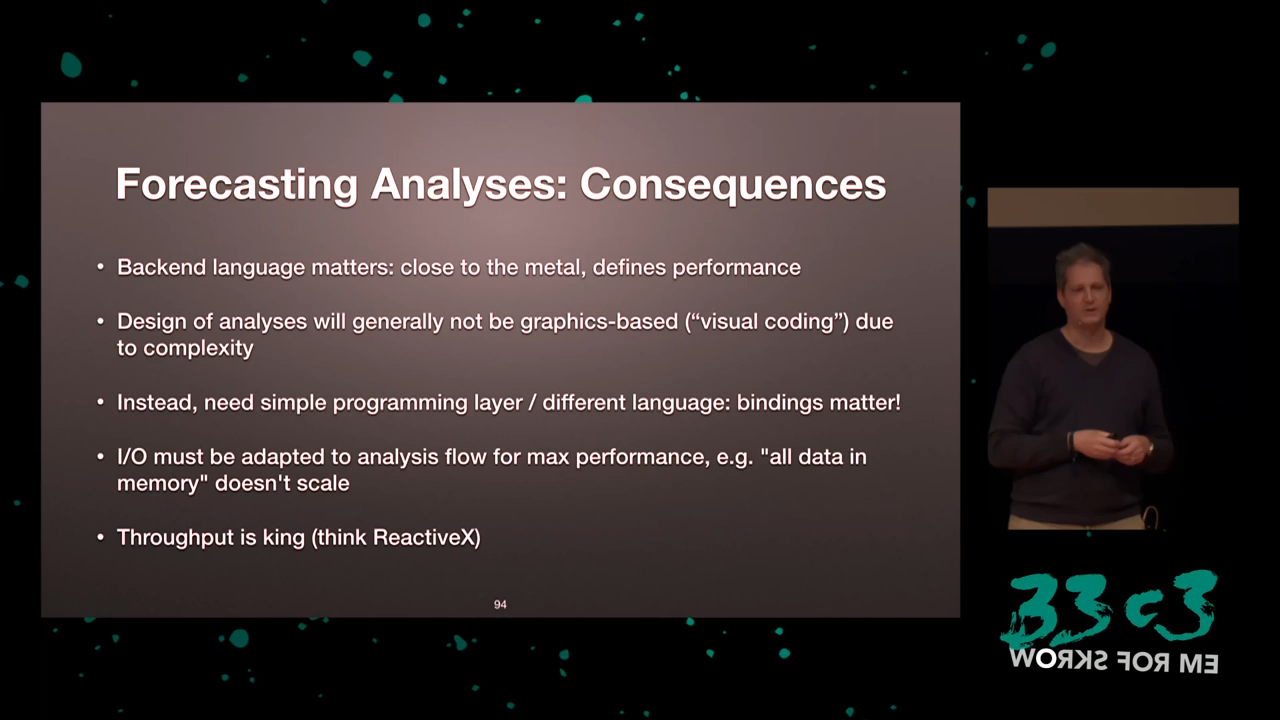 Forecasting Analyses: Consequences
• Backend language matters: close to the metal, defines performance
• Design of analyses will generally not be graphics-based (“visual coding”) due
to complexity
• Instead, need simple programming layer / different language: bindings matter!
• I/O must be adapted to analysis flow for max performance, e.g. "all data in
memory" doesn't scale
• Throughput is king (think ReactiveX)
94
33c3
WORKS FOR ME